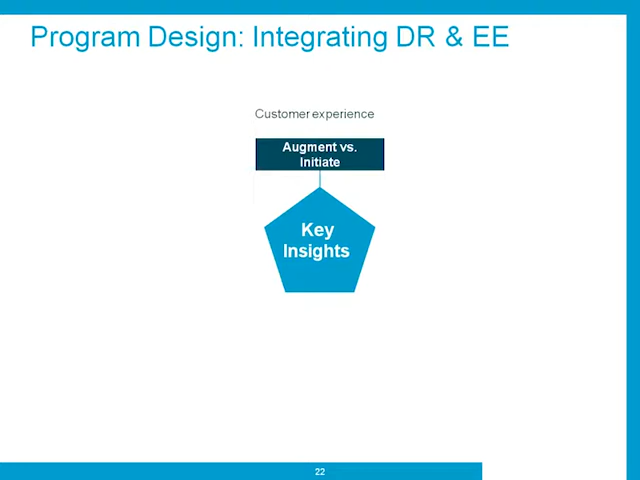 Program Design: Integrating DR & EE
Customer experience
Augment vs.
Initiate
Key
Insights
22